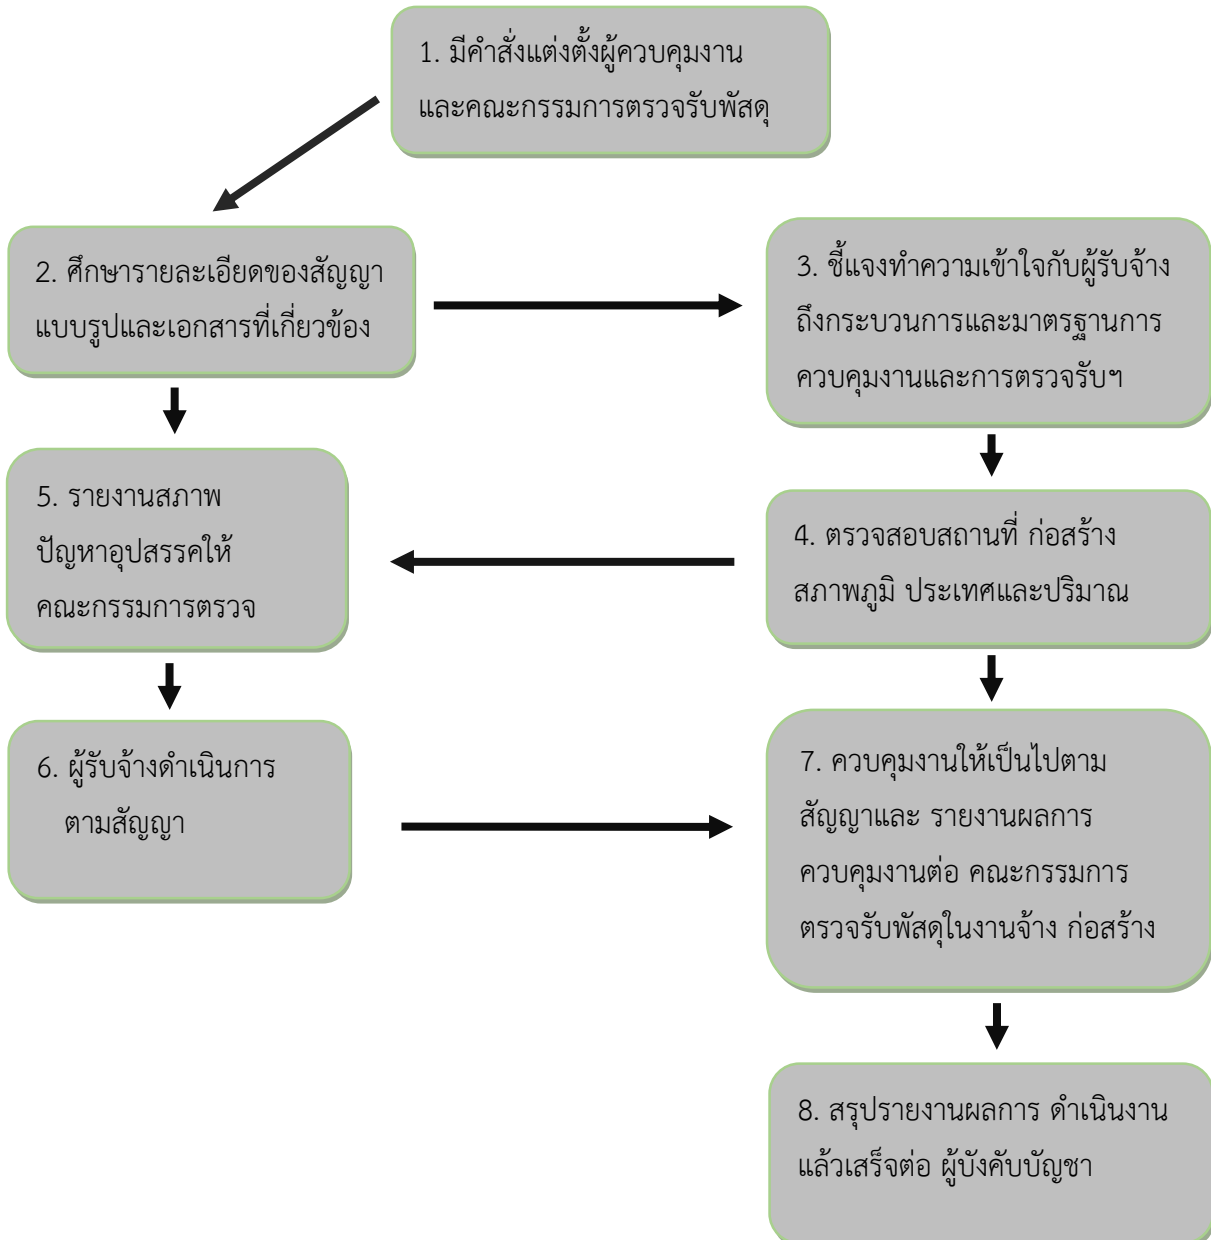 1. มีคำสั่งแต่งตั้งผู้ควบคุมงาน
และคณะกรรมการตรวจรับพัสดุ
2. ศึกษารายละเอียดของสัญญา
แบบรูปและเอกสารที่เกี่ยวข้อง
3. ชี้แจงทำความเข้าใจกับผู้รับจ้าง
ถึงกระบวนการและมาตรฐานการ
ควบคุมงานและการตรวจรับฯ
4. ตรวจสอบสถานที่ ก่อสร้าง
สภาพภูมิ ประเทศและปริมาณ
5. รายงานสภาพ
ปัญหาอุปสรรคให้
คณะกรรมการตรวจ
6. ผู้รับจ้างดำเนินการ
ตามสัญญา
7. ควบคุมงานให้เป็นไปตาม
สัญญาและ รายงานผลการ
ควบคุมงานต่อ คณะกรรมการ
ตรวจรับพัสดุในงานจ้าง ก่อสร้าง
8. สรุปรายงานผลการ ดำเนินงาน
แล้วเสร็จต่อ ผู้บังคับบัญชา